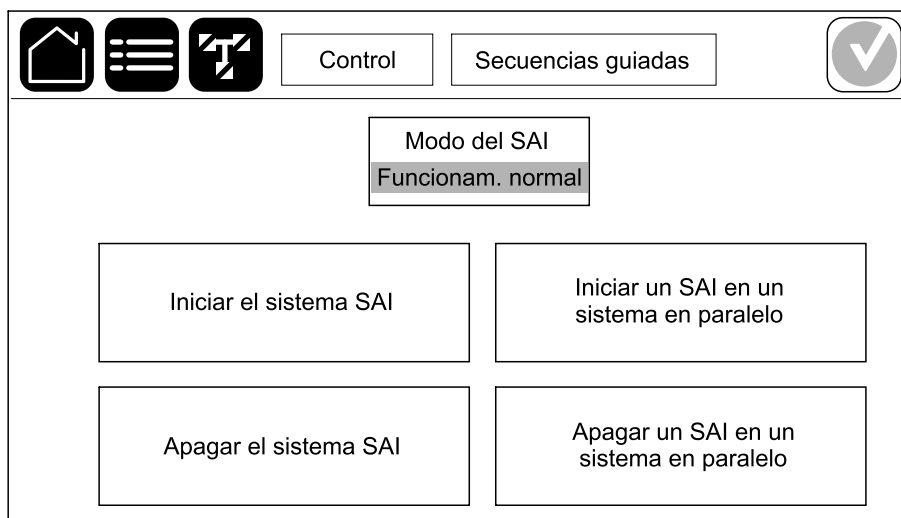 Control
Secuencias guiadas
Modo del SAI
Funcionam. normal
Iniciar el sistema SAI
Iniciar un SAI en un
sistema en paralelo
Apagar el sistema SAI
Apagar un SAI en un
sistema en paralelo